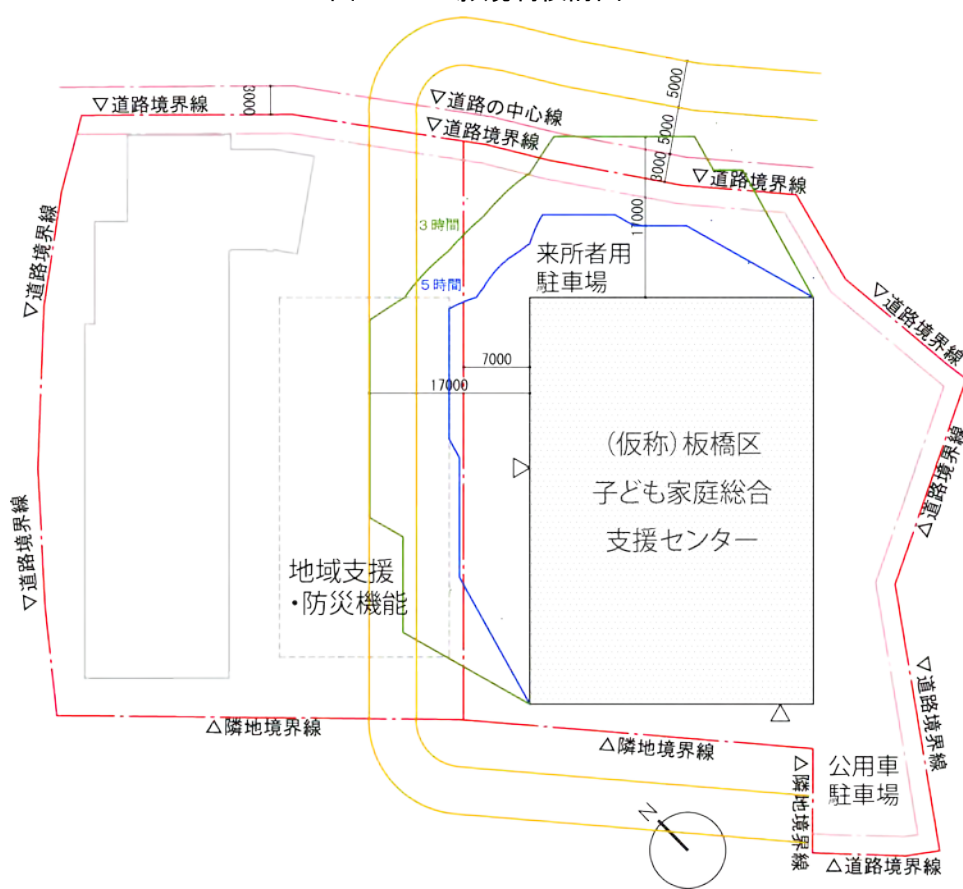 ▽道路境界線
3000
▽道路の中心線
▽道路境界線
5000
5000
3000
▽道路境界線
11000
3時間
5時間
来所者用
駐車場
▽道路境界線
▽道路境界線
7000
17000
(仮称)板橋区
子ども家庭総合
支援センター
△道路境界線
▽道路境界線
地域支援
・防災機能
▽道路境界線
△隣地境界線
△隣地境界線
△隣地境界線
公用車
駐車場
△道路境界線
N